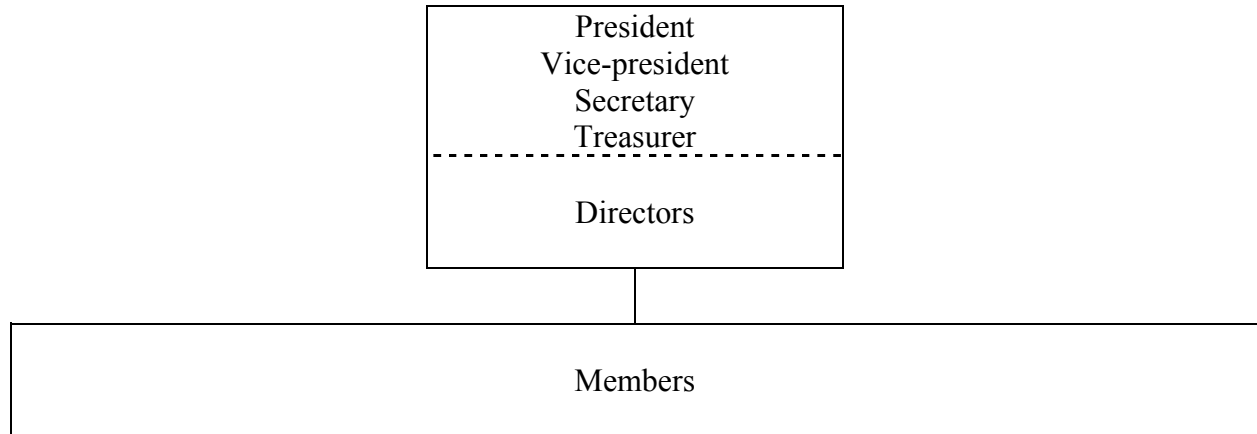 President
Vice-president
Secretary
Treasurer
Directors
Members